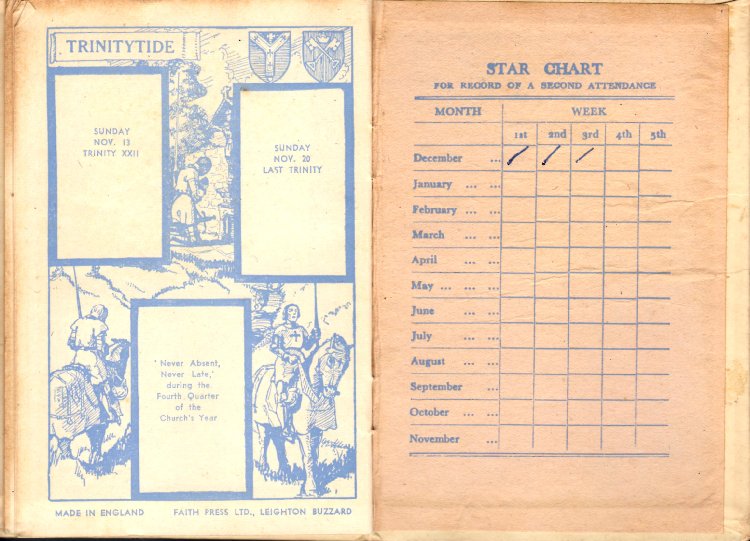 TRINITYTIDE
SUNDAY
NOV. 13
TRINITY XXII
SUNDAY
NOV. 20
LAST TRINITY
'Never Absent,
Never Late,'
during the
Fourth Quarter
of the
Church's Year
MADE IN ENGLAND FAITH PRESS LTD., LEIGHTON BUZZARD
STAR CHART
FOR RECORD OF A SECOND ATTENDANCE
MONTH WEEK
1st 2nd 3rd 4th 5th
December ...
January ... ...
February ... ...
March ... ...
April ... ...
May ... ... ...
June ... ...
July ... ...
August ... ...
September ...
October ... ...
November ...